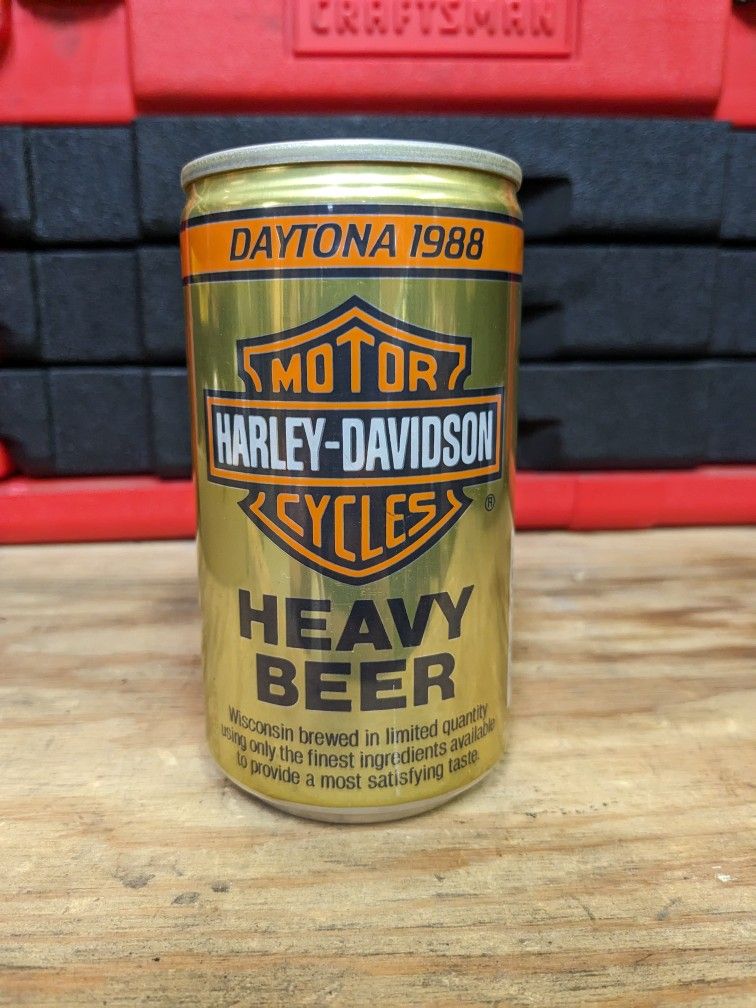 CRAFTSMAN
DAYTONA 1988
MOTOR
HARLEY-DAVIDSON
CYCLES ®
HEAVY
BEER
Wisconsin brewed in limited quantity
using only the finest ingredients available
to provide a most satisfying taste.